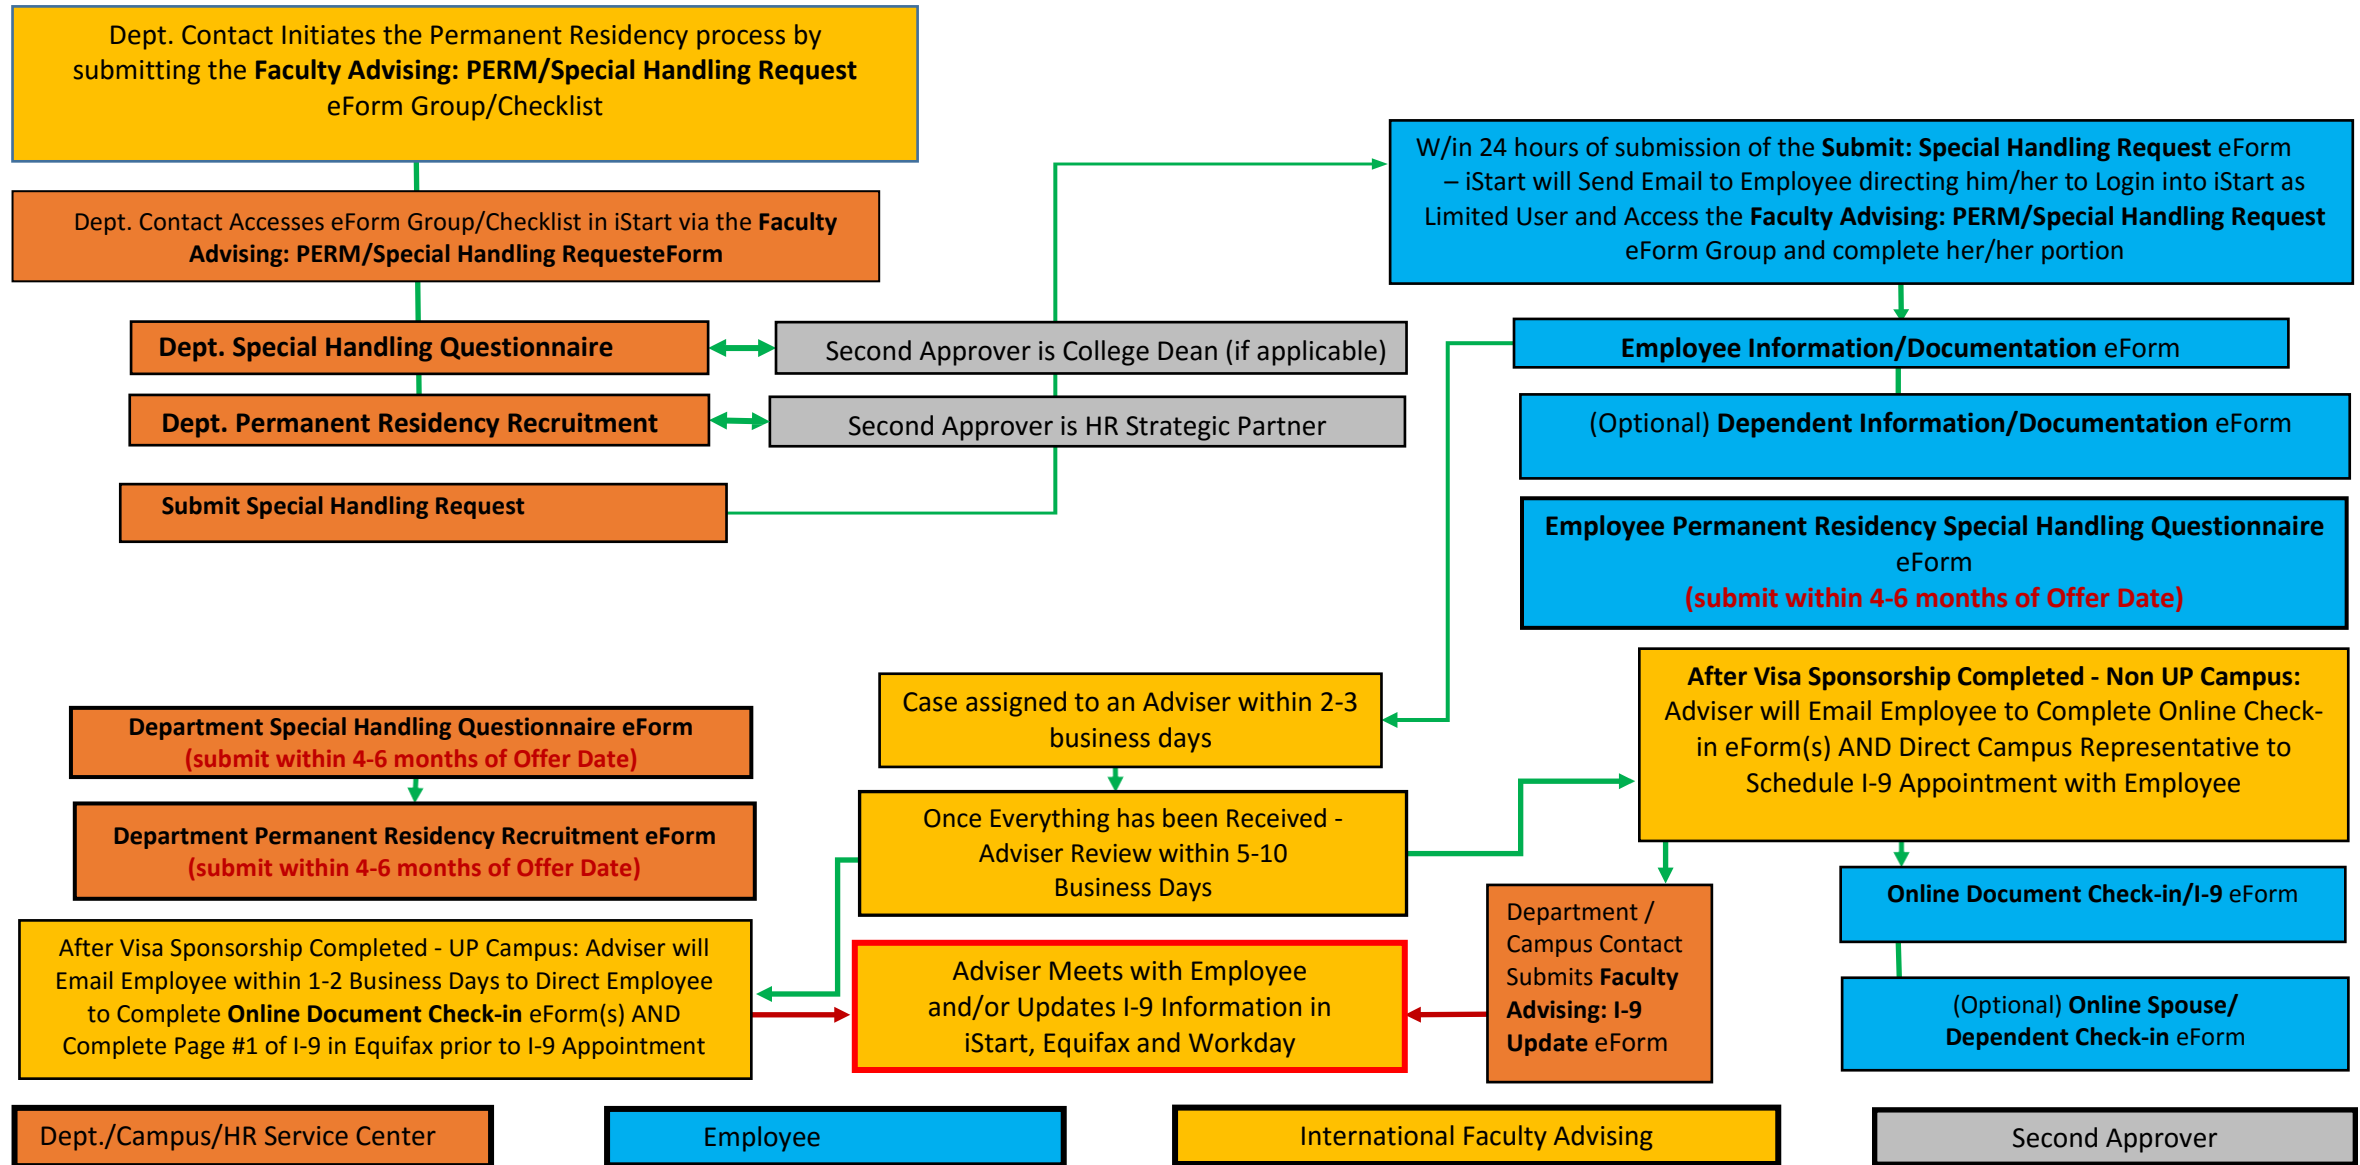 Dept. Contact Initiates the Permanent Residency process by
submitting the Faculty Advising: PERM/Special Handling Request
eForm Group/Checklist
Dept. Contact Accesses eForm Group/Checklist in iStart via the Faculty
Advising: PERM/Special Handling RequesteForm
Dept. Special Handling Questionnaire
Second Approver is College Dean (if applicable)
Dept. Permanent Residency Recruitment
Second Approver is HR Strategic Partner
Submit Special Handling Request
W/in 24 hours of submission of the Submit: Special Handling Request eForm
– iStart will Send Email to Employee directing him/her to Login into iStart as
Limited User and Access the Faculty Advising: PERM/Special Handling Request
eForm Group and complete her/her portion
Employee Information/Documentation eForm
(Optional) Dependent Information/Documentation eForm
Employee Permanent Residency Special Handling Questionnaire
eForm
(submit within 4-6 months of Offer Date)
Case assigned to an Adviser within 2-3
business days
Department Special Handling Questionnaire eForm
(submit within 4-6 months of Offer Date)
Department Permanent Residency Recruitment eForm
(submit within 4-6 months of Offer Date)
Once Everything has been Received -
Adviser Review within 5-10
Business Days
After Visa Sponsorship Completed - Non UP Campus:
Adviser will Email Employee to Complete Online Check-
in eForm(s) AND Direct Campus Representative to
Schedule I-9 Appointment with Employee
After Visa Sponsorship Completed - UP Campus: Adviser will
Email Employee within 1-2 Business Days to Direct Employee
to Complete Online Document Check-in eForm(s) AND
Complete Page #1 of I-9 in Equifax prior to I-9 Appointment
Adviser Meets with Employee
and/or Updates I-9 Information in
iStart, Equifax and Workday
Department /
Campus Contact
Submits Faculty
Advising: I-9
Update eForm
Online Document Check-in/I-9 eForm
(Optional) Online Spouse/
Dependent Check-in eForm
Dept./Campus/HR Service Center
Employee
International Faculty Advising
Second Approver